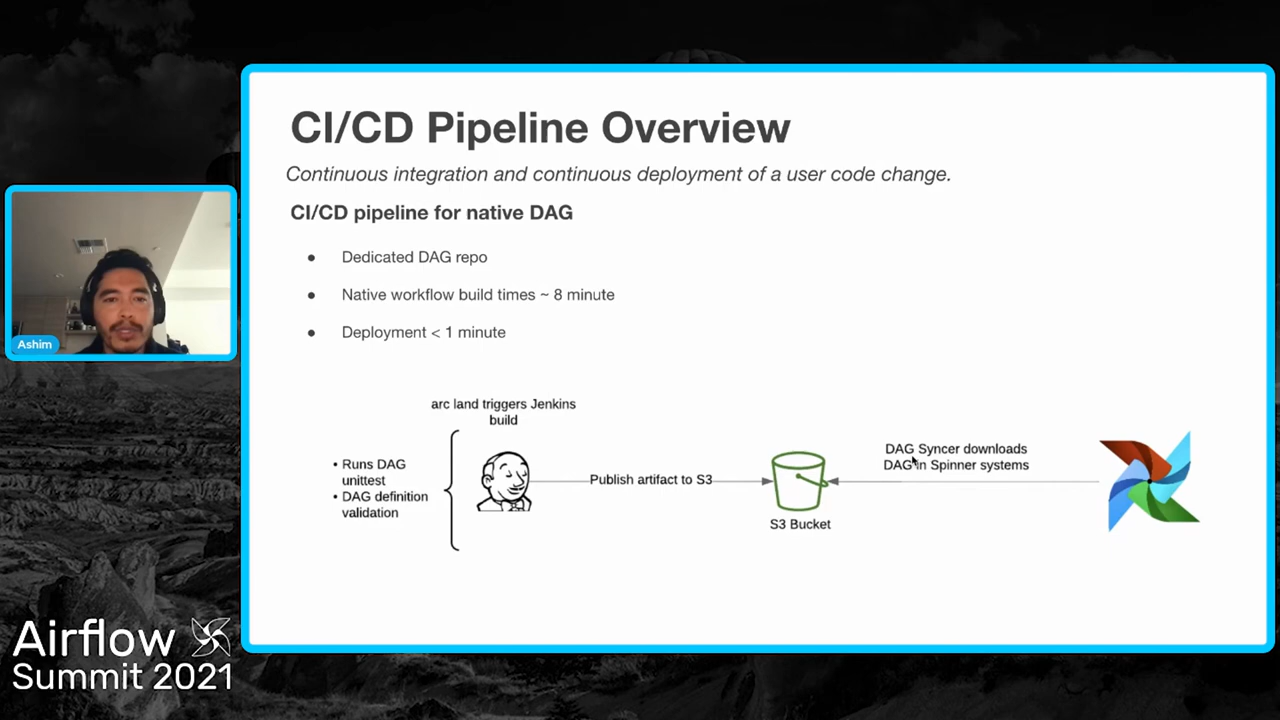 CI/CD Pipeline Overview
Continuous integration and continuous deployment of a user code change.
CI/CD pipeline for native DAG
● Dedicated DAG repo
● Native workflow build times ~ 8 minute
● Deployment < 1 minute
Ashim
arc land triggers Jenkins
build
• Runs DAG
unittest
• DAG definition
validation
Publish artifact to S3
S3 Bucket
DAG Syncer downloads
DAG in Spinner systems
Airflow
Summit 2021